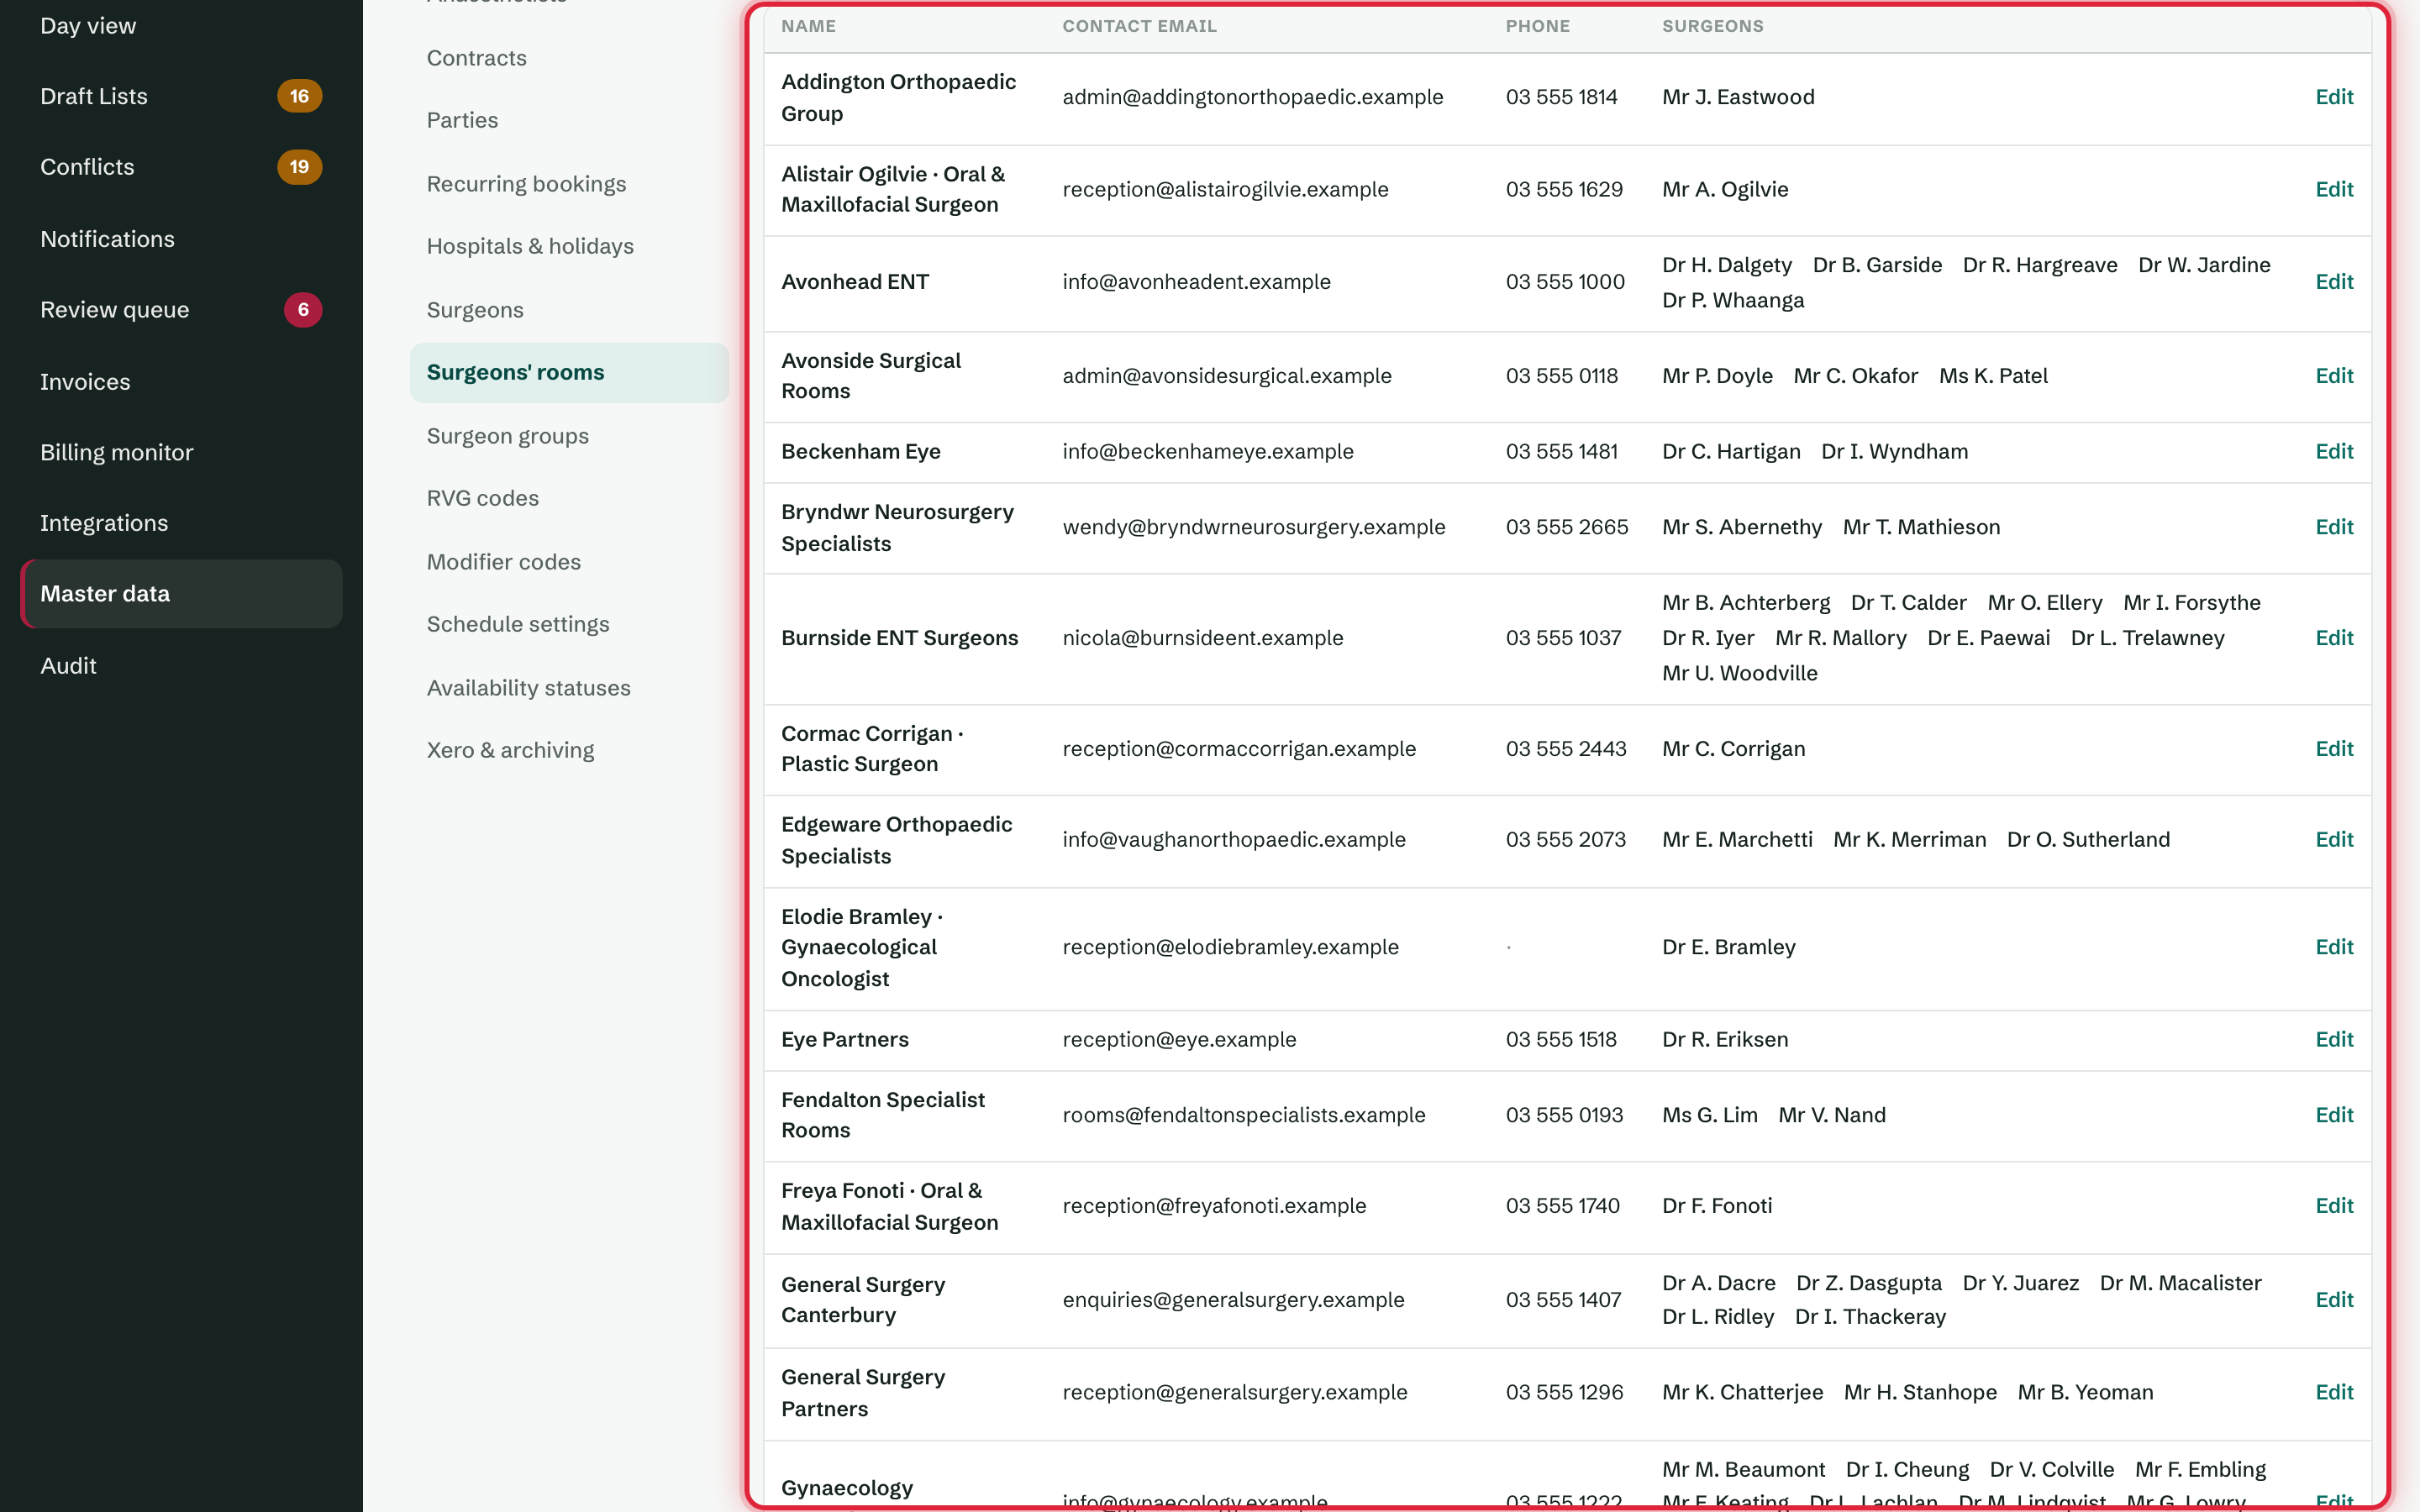 Day view
Draft Lists 16
Conflicts 19
Notifications
Review queue 6
Invoices
Billing monitor
Integrations
Master data
Audit
Contracts
Parties
Recurring bookings
Hospitals & holidays
Surgeons
Surgeons' rooms
Surgeon groups
RVG codes
Modifier codes
Schedule settings
Availability statuses
Xero & archiving
NAME CONTACT EMAIL PHONE SURGEONS
Addington Orthopaedic
Group
admin@addingtonorthopaedic.example 03 555 1814 Mr J. Eastwood Edit
Alistair Ogilvie · Oral &
Maxillofacial Surgeon
reception@alistairogilvie.example 03 555 1629 Mr A. Ogilvie Edit
Avonhead ENT info@avonheadent.example 03 555 1000
Dr H. Dalgety Dr B. Garside Dr R. Hargreave Dr W. Jardine
Dr P. Whaanga
Edit
Avonside Surgical
Rooms
admin@avonsidesurgical.example 03 555 0118 Mr P. Doyle Mr C. Okafor Ms K. Patel Edit
Beckenham Eye info@beckenhameye.example 03 555 1481 Dr C. Hartigan Dr I. Wyndham Edit
Bryndwr Neurosurgery
Specialists
wendy@bryndwrneurosurgery.example 03 555 2665 Mr S. Abernethy Mr T. Mathieson Edit
Burnside ENT Surgeons nicola@burnsideent.example 03 555 1037
Mr B. Achterberg Dr T. Calder Mr O. Ellery Mr I. Forsythe
Dr R. Iyer Mr R. Mallory Dr E. Paewai Dr L. Trelawney
Mr U. Woodville
Edit
Cormac Corrigan ·
Plastic Surgeon
reception@cormaccorrigan.example 03 555 2443 Mr C. Corrigan Edit
Edgeware Orthopaedic
Specialists
info@vaughanorthopaedic.example 03 555 2073 Mr E. Marchetti Mr K. Merriman Dr O. Sutherland Edit
Elodie Bramley ·
Gynaecological
Oncologist
reception@elodiebramley.example · Dr E. Bramley Edit
Eye Partners reception@eye.example 03 555 1518 Dr R. Eriksen Edit
Fendalton Specialist
Rooms
rooms@fendaltonspecialists.example 03 555 0193 Ms G. Lim Mr V. Nand Edit
Freya Fonoti · Oral &
Maxillofacial Surgeon
reception@freyafonoti.example 03 555 1740 Dr F. Fonoti Edit
General Surgery
Canterbury
enquiries@generalsurgery.example 03 555 1407
Dr A. Dacre Dr Z. Dasgupta Dr Y. Juarez Dr M. Macalister
Dr L. Ridley Dr I. Thackeray
Edit
General Surgery
Partners
reception@generalsurgery.example 03 555 1296 Mr K. Chatterjee Mr H. Stanhope Mr B. Yeoman Edit
Gynaecology
info@gynaecology.example 03 555 1222
Mr M. Beaumont Dr I. Cheung Dr V. Colville Mr F. Embling
Mr F. Keating Dr L. Lachlan Dr M. Lindqvist Mr G. Lowry
Edit